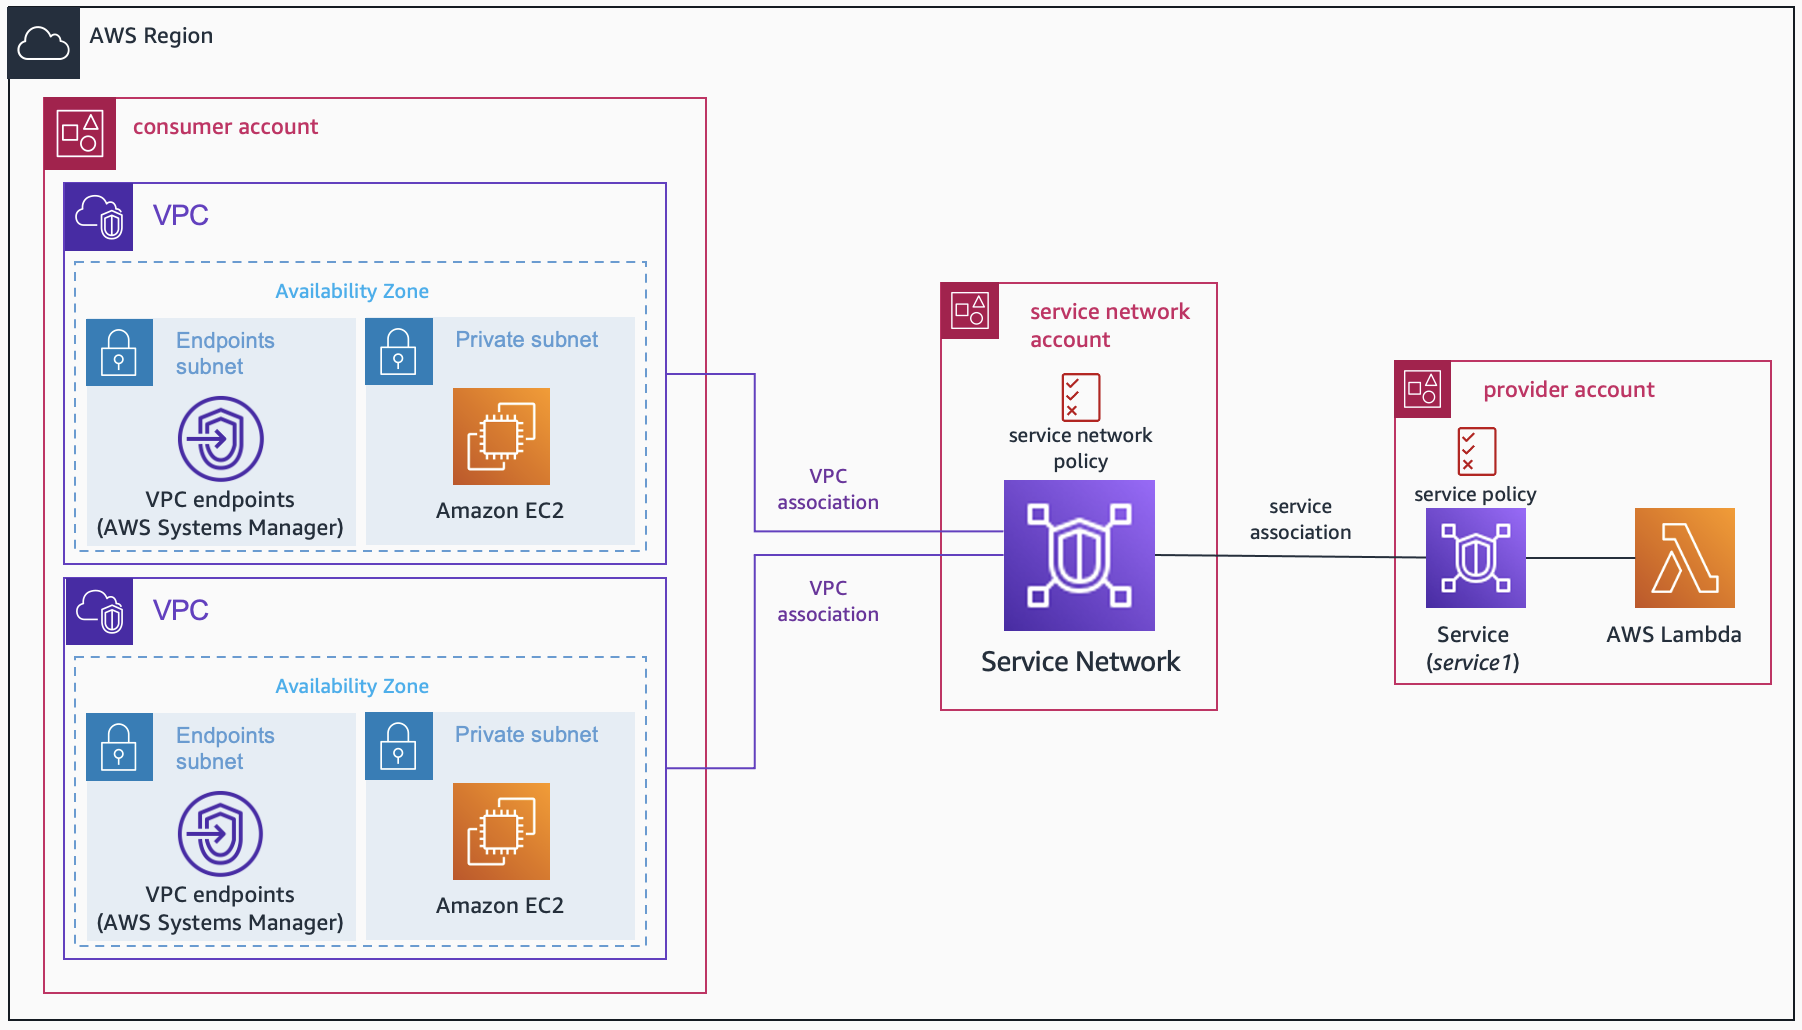 AWS Region
consumer account
VPC
Availability Zone
Endpoints
subnet
VPC endpoints
(AWS Systems Manager)
Private subnet
Amazon EC2
VPC
Availability Zone
Endpoints
subnet
VPC endpoints
(AWS Systems Manager)
Private subnet
Amazon EC2
VPC
association
VPC
association
service network
account
service network
policy
Service Network
service
association
provider account
service policy
Service
(service1)
AWS Lambda